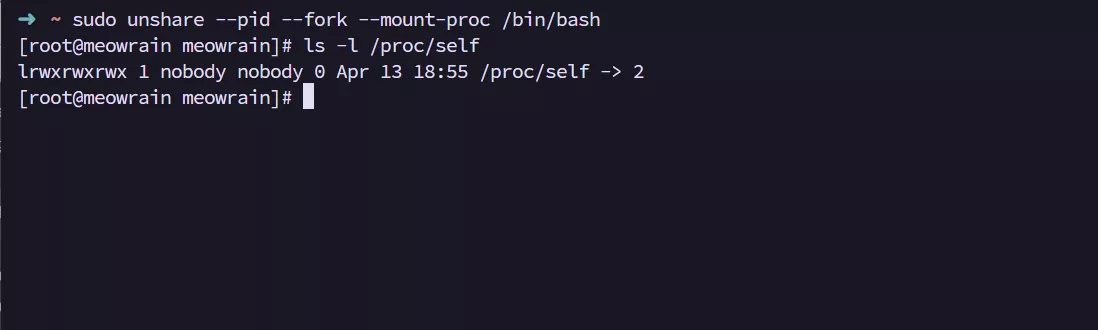 ➜ ~ sudo unshare --pid --fork --mount-proc /bin/bash
[root@meowrain meowrain]# ls -l /proc/self
lrwxrwxrwx 1 nobody nobody 0 Apr 13 18:55 /proc/self -> 2
[root@meowrain meowrain]#